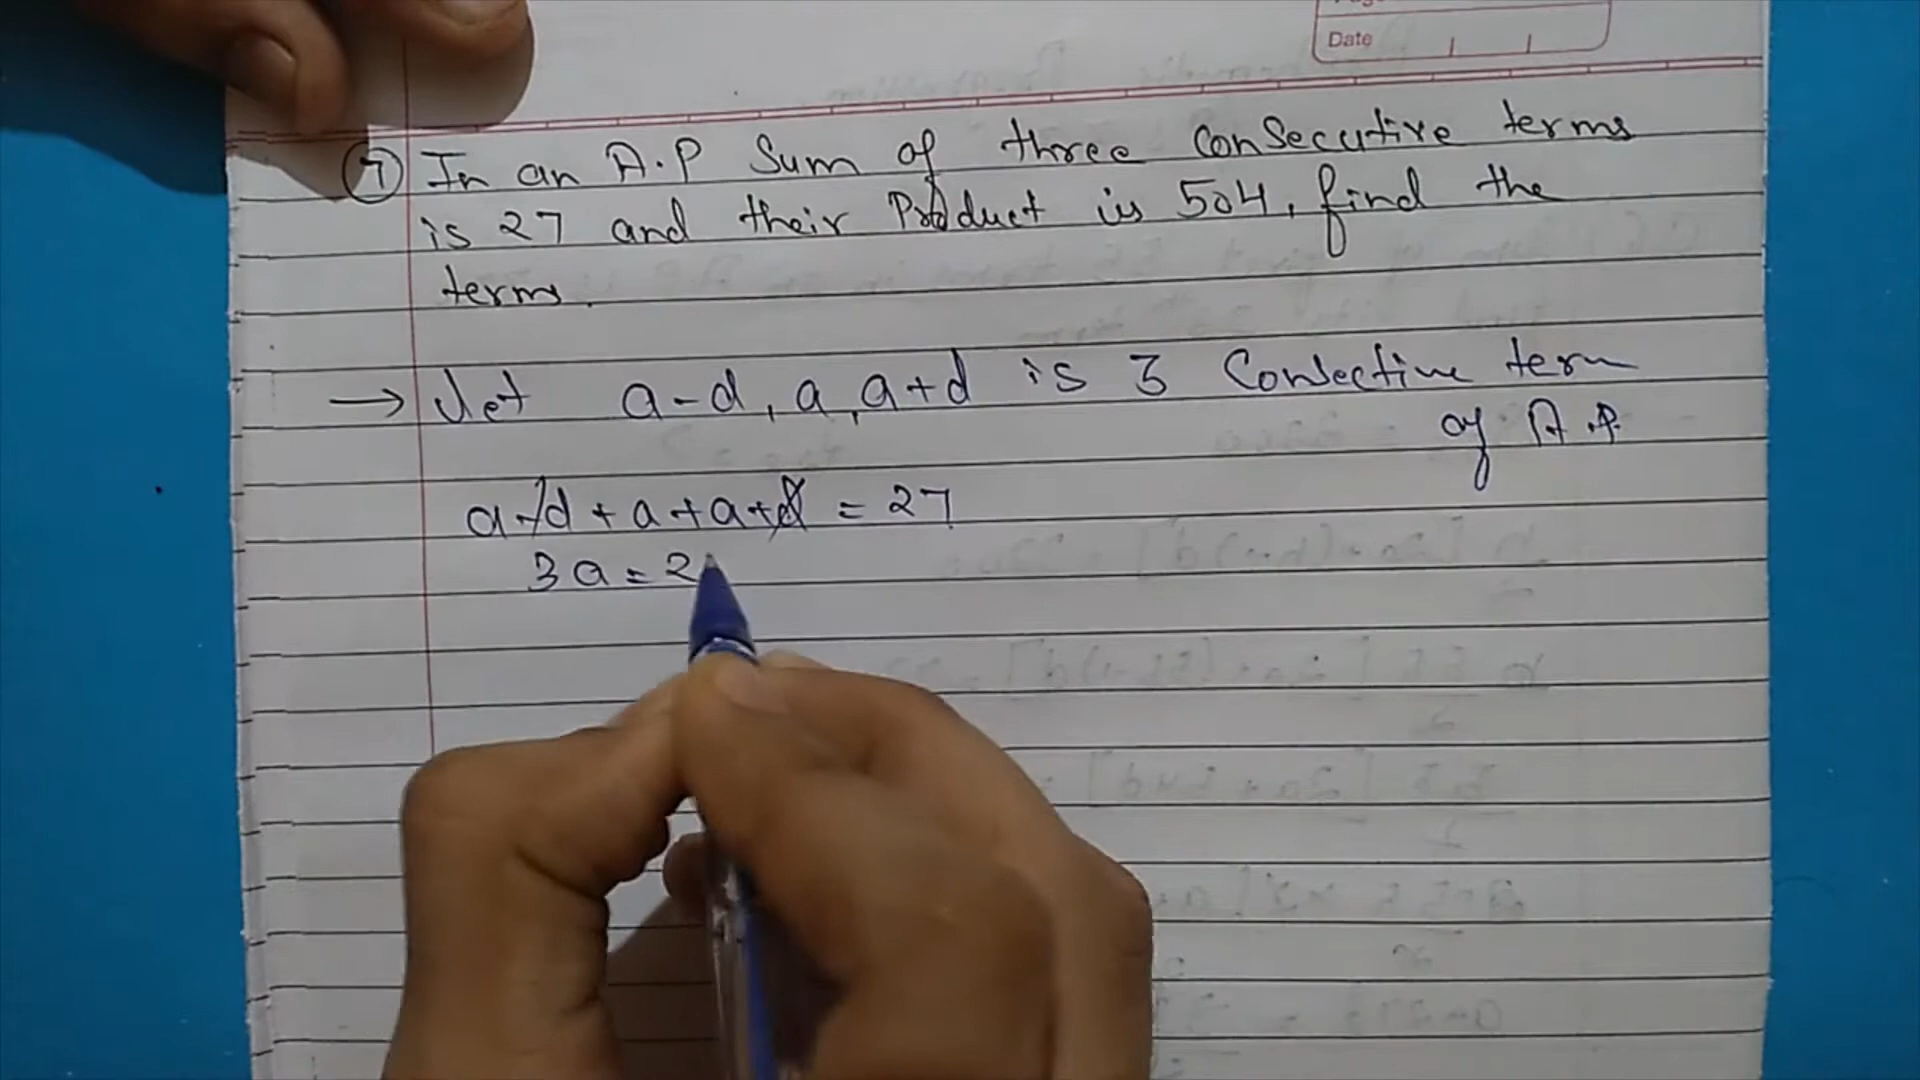 Date
7 In an A.P Sum of three Consecutive terms
is 27 and their Product is 504, find the
terms.
→ Let a-d, a, a+d is 3 Consective term
of A.P.
a-d + a + a+d = 27
3a = 2